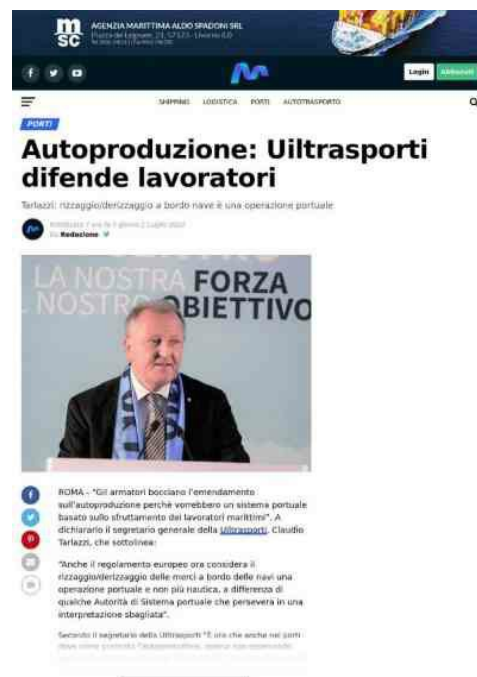 msc
AGENZIA MARITTIMA ALDO SPADONI SRL
Login
Abbonati
SHIPPING LOGISTICA PORTI AUTOTRASPORTO
PORTI
Autoproduzione: Uiltrasporti
difende lavoratori
Tarlazzi: rizzaggio/derizzaggio a bordo nave è una operazione portuale
Redazione
LA NOSTRA FORZA
NOSTRO OBIETTIVO
ROMA – "Gli armatori bocciano l'emendamento
sull'autoproduzione perchè vorrebbero un sistema portuale
basato sullo sfruttamento dei lavoratori marittimi". A
dichiararlo il segretario generale della Uiltrasporti, Claudio
Tarlazzi, che sottolinea:
"Anche il regolamento europeo ora considera il
rizzaggio/derizzaggio delle merci a bordo delle navi una
operazione portuale e non più nautica, a differenza di
qualche Autorità di Sistema portuale che persevera in una
interpretazione sbagliata".
Secondo il segretario della Uiltrasporti "È ora che anche nei porti